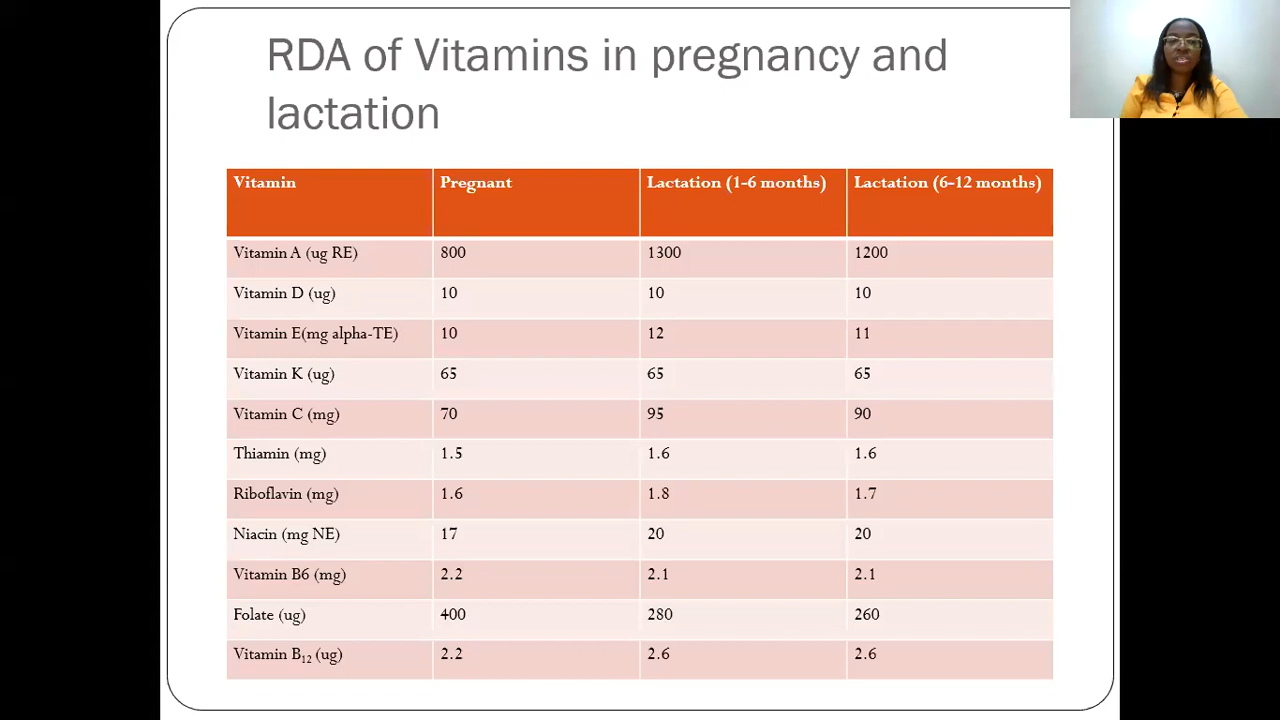 RDA of Vitamins in pregnancy and
lactation
Vitamin Pregnant Lactation (1-6 months) Lactation (6-12 months)
Vitamin A (ug RE) 800 1300 1200
Vitamin D (ug) 10 10 10
Vitamin E(mg alpha-TE) 10 12 11
Vitamin K (ug) 65 65 65
Vitamin C (mg) 70 95 90
Thiamin (mg) 1.5 1.6 1.6
Riboflavin (mg) 1.6 1.8 1.7
Niacin (mg NE) 17 20 20
Vitamin B6 (mg) 2.2 2.1 2.1
Folate (ug) 400 280 260
Vitamin B12 (ug) 2.2 2.6 2.6